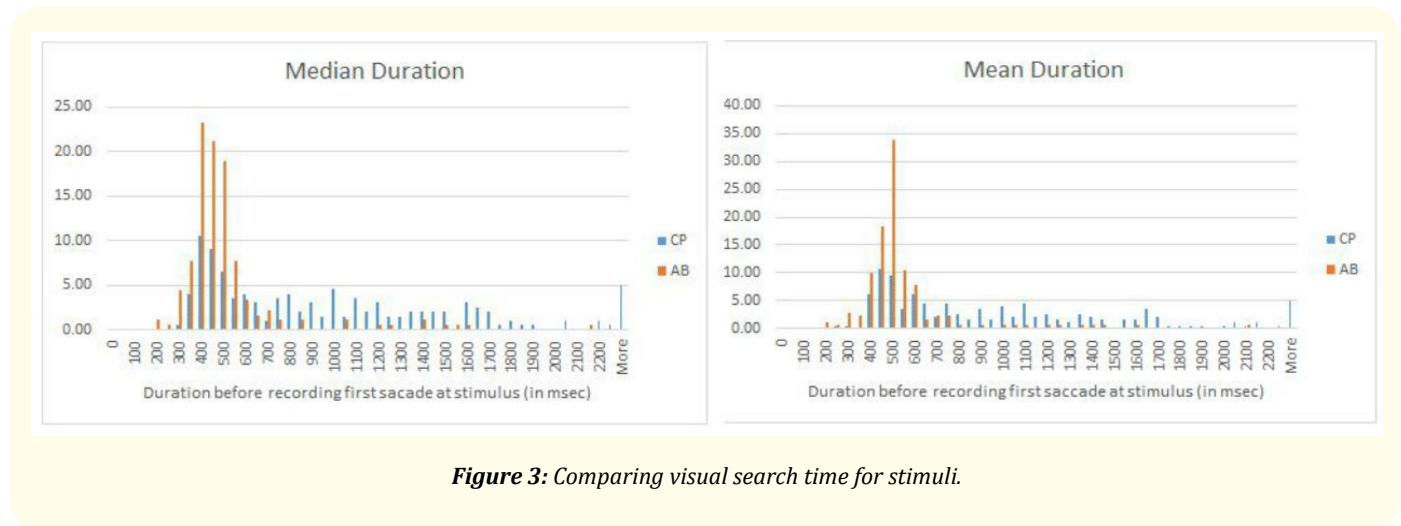 Median Duration
25.00
20.00
15.00
10.00
5.00
0.00
0 100 200 300 400 500 600 700 800 900 1000 1100 1200 1300 1400 1500 1600 1700 1800 1900 2000 2100 2200 More
Duration before recording first sacade at stimulus (in msec)
CP
AB
Mean Duration
40.00
35.00
30.00
25.00
20.00
15.00
10.00
5.00
0.00
0 100 200 300 400 500 600 700 800 900 1000 1100 1200 1300 1400 1500 1600 1700 1800 1900 2000 2100 2200 More
Duration before recording first saccade at stimulus (in msec)
CP
AB
Figure 3: Comparing visual search time for stimuli.